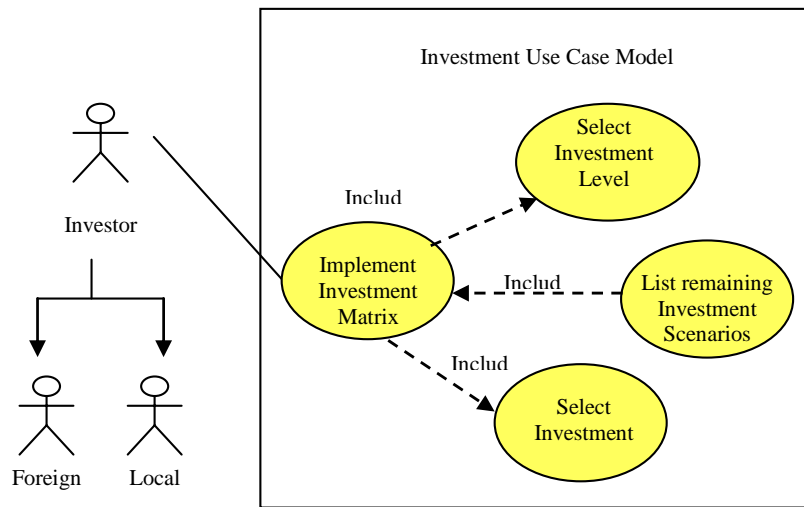 Investment Use Case Model
Select
Investment
Level
Includ
Investor
Implement
Investment
Matrix
Includ
List remaining
Investment
Scenarios
Includ
Select
Investment
Foreign
Local